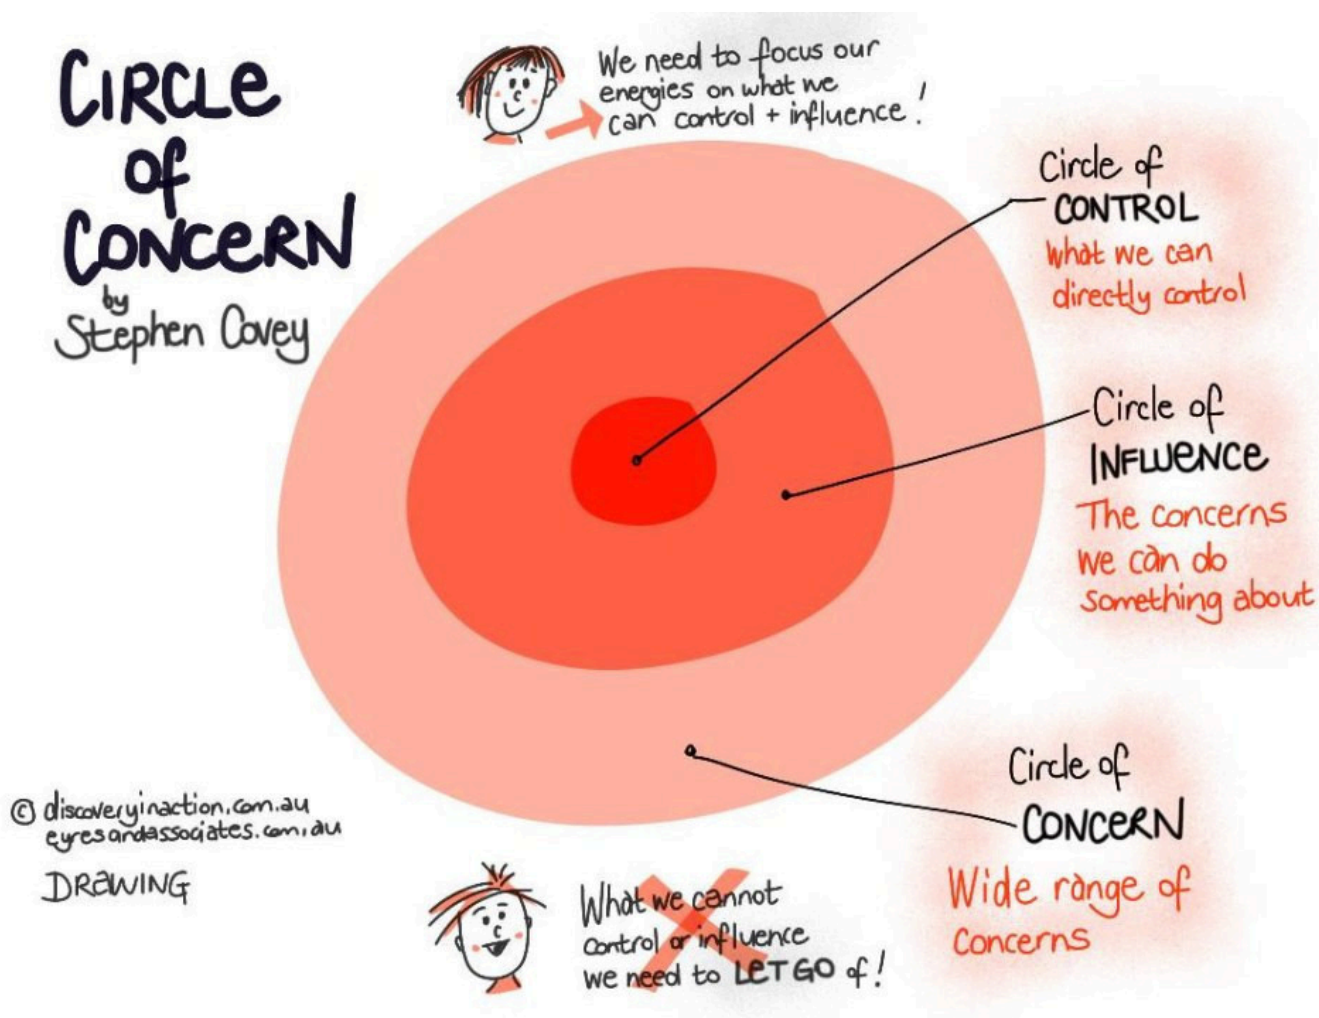 CIRCLE
of
CONCERN
by
Stephen Covey
We need to focus our
energies on what we
can control + influence!
Circle of
CONTROL
What we can
directly control
Circle of
INFLUENCE
The concerns
we can do
something about
Circle of
CONCERN
Wide range of
concerns
© discoveryinaction.com.au
eyresandassociates.com.au
DRAWING
What we cannot
control or influence
we need to LET GO of!